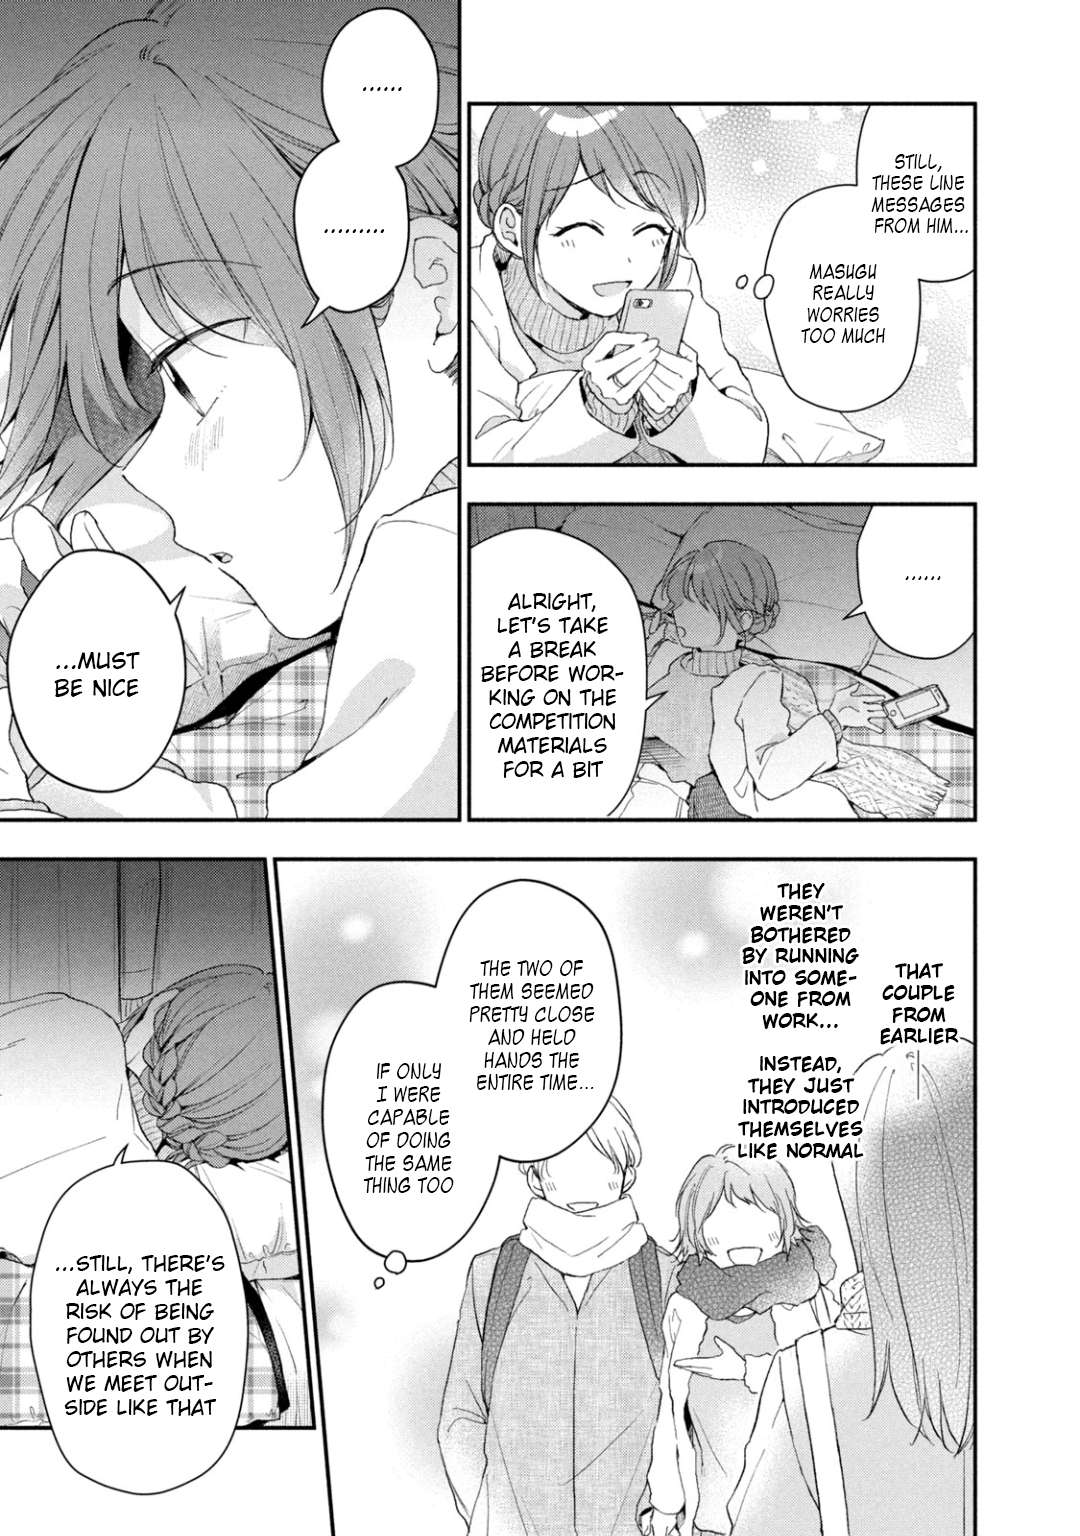 STILL,
THESE LINE
MESSAGES
FROM HIM...
MASUGU
REALLY
WORRIES
TOO MUCH
......
ALRIGHT,
LET'S TAKE
A BREAK
BEFORE WOR-
KING ON THE
COMPETITION
MATERIALS
FOR A BIT
......
.........
...MUST
BE NICE
THAT
COUPLE
FROM
EARLIER
THEY
WEREN'T
BOTHERED
BY RUNNING
INTO SOME-
ONE FROM
WORK...
INSTEAD,
THEY JUST
INTRODUCED
THEMSELVES
LIKE NORMAL
THE TWO OF
THEM SEEMED
PRETTY CLOSE
AND HELD
HANDS THE
ENTIRE TIME...
IF ONLY
I WERE
CAPABLE
OF DOING
THE SAME
THING TOO
...STILL, THERE'S
ALWAYS THE
RISK OF BEING
FOUND OUT BY
OTHERS WHEN
WE MEET OUT-
SIDE LIKE THAT